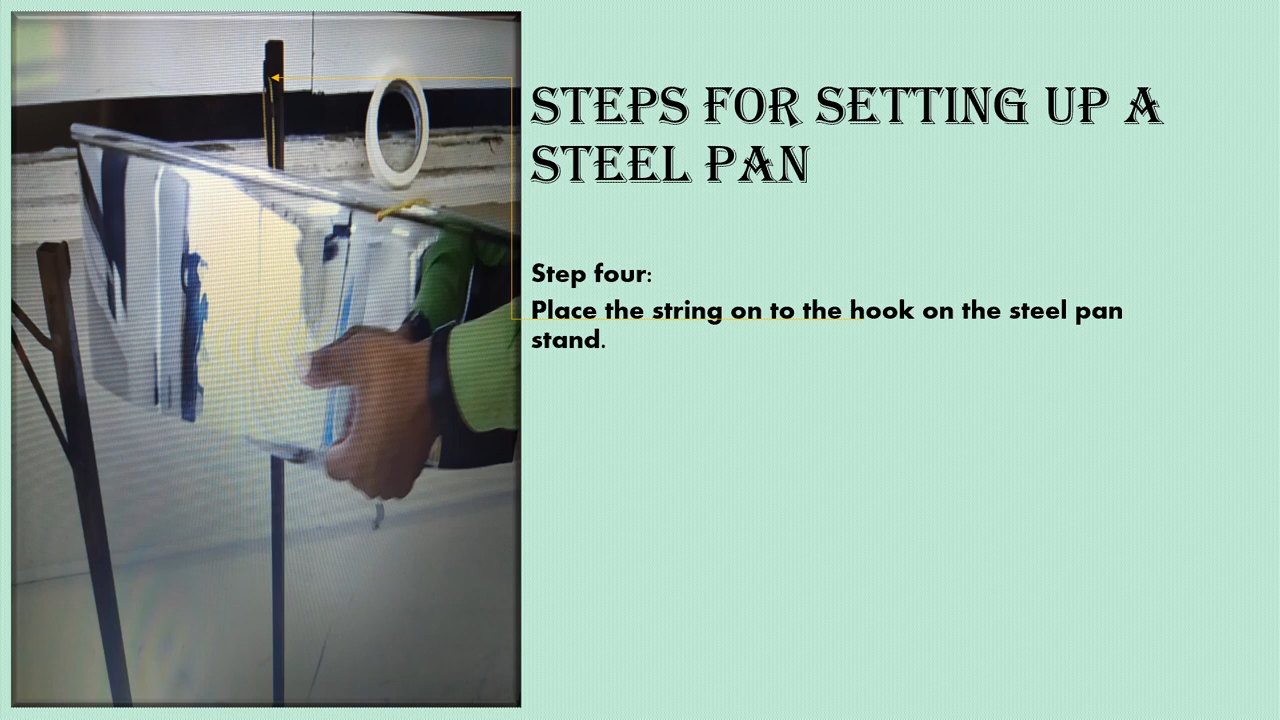 STEPS FOR SETTING UP A
STEEL PAN
Step four:
Place the string on to the hook on the steel pan
stand.